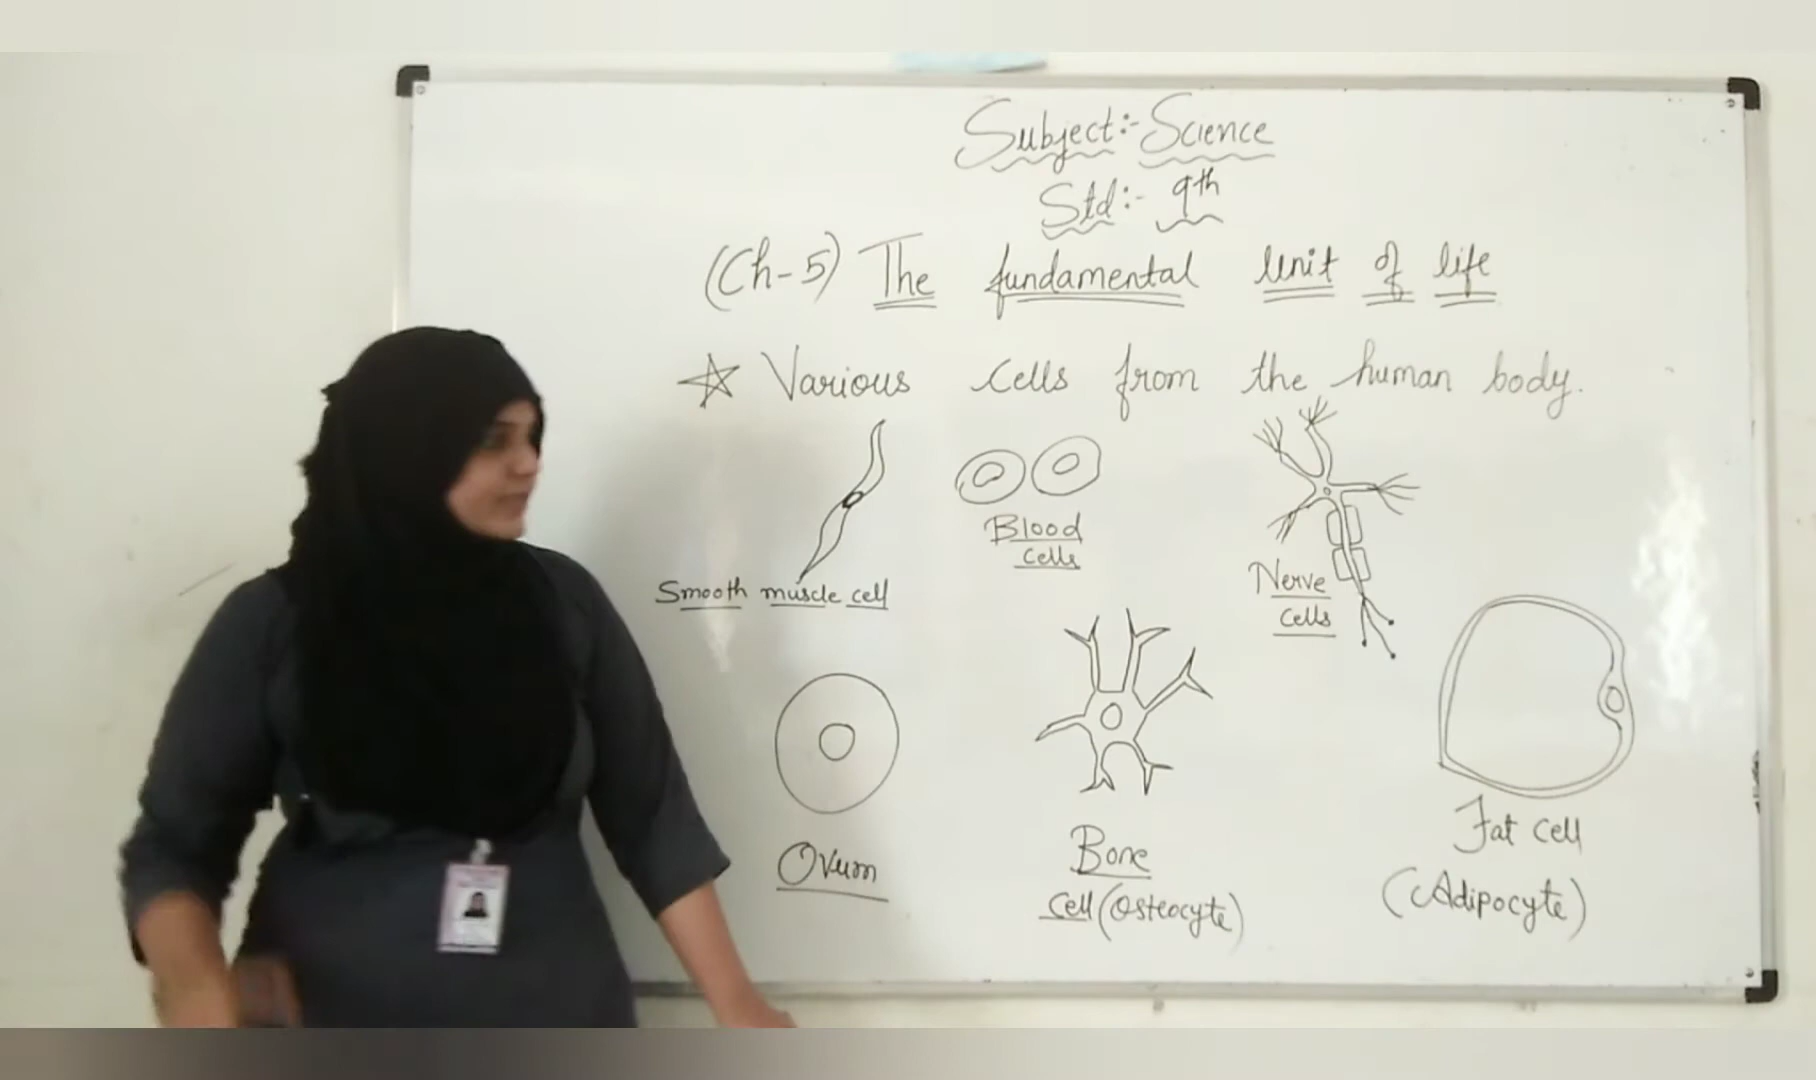 Subject:- Science
Std:- 9th
(Ch-5) The fundamental unit of life
☆ Various cells from the human body.
Smooth muscle cell
Blood
cells
Nerve
cells
Ovum
Bone
cell (Osteocyte)
Fat cell
(Adipocyte)